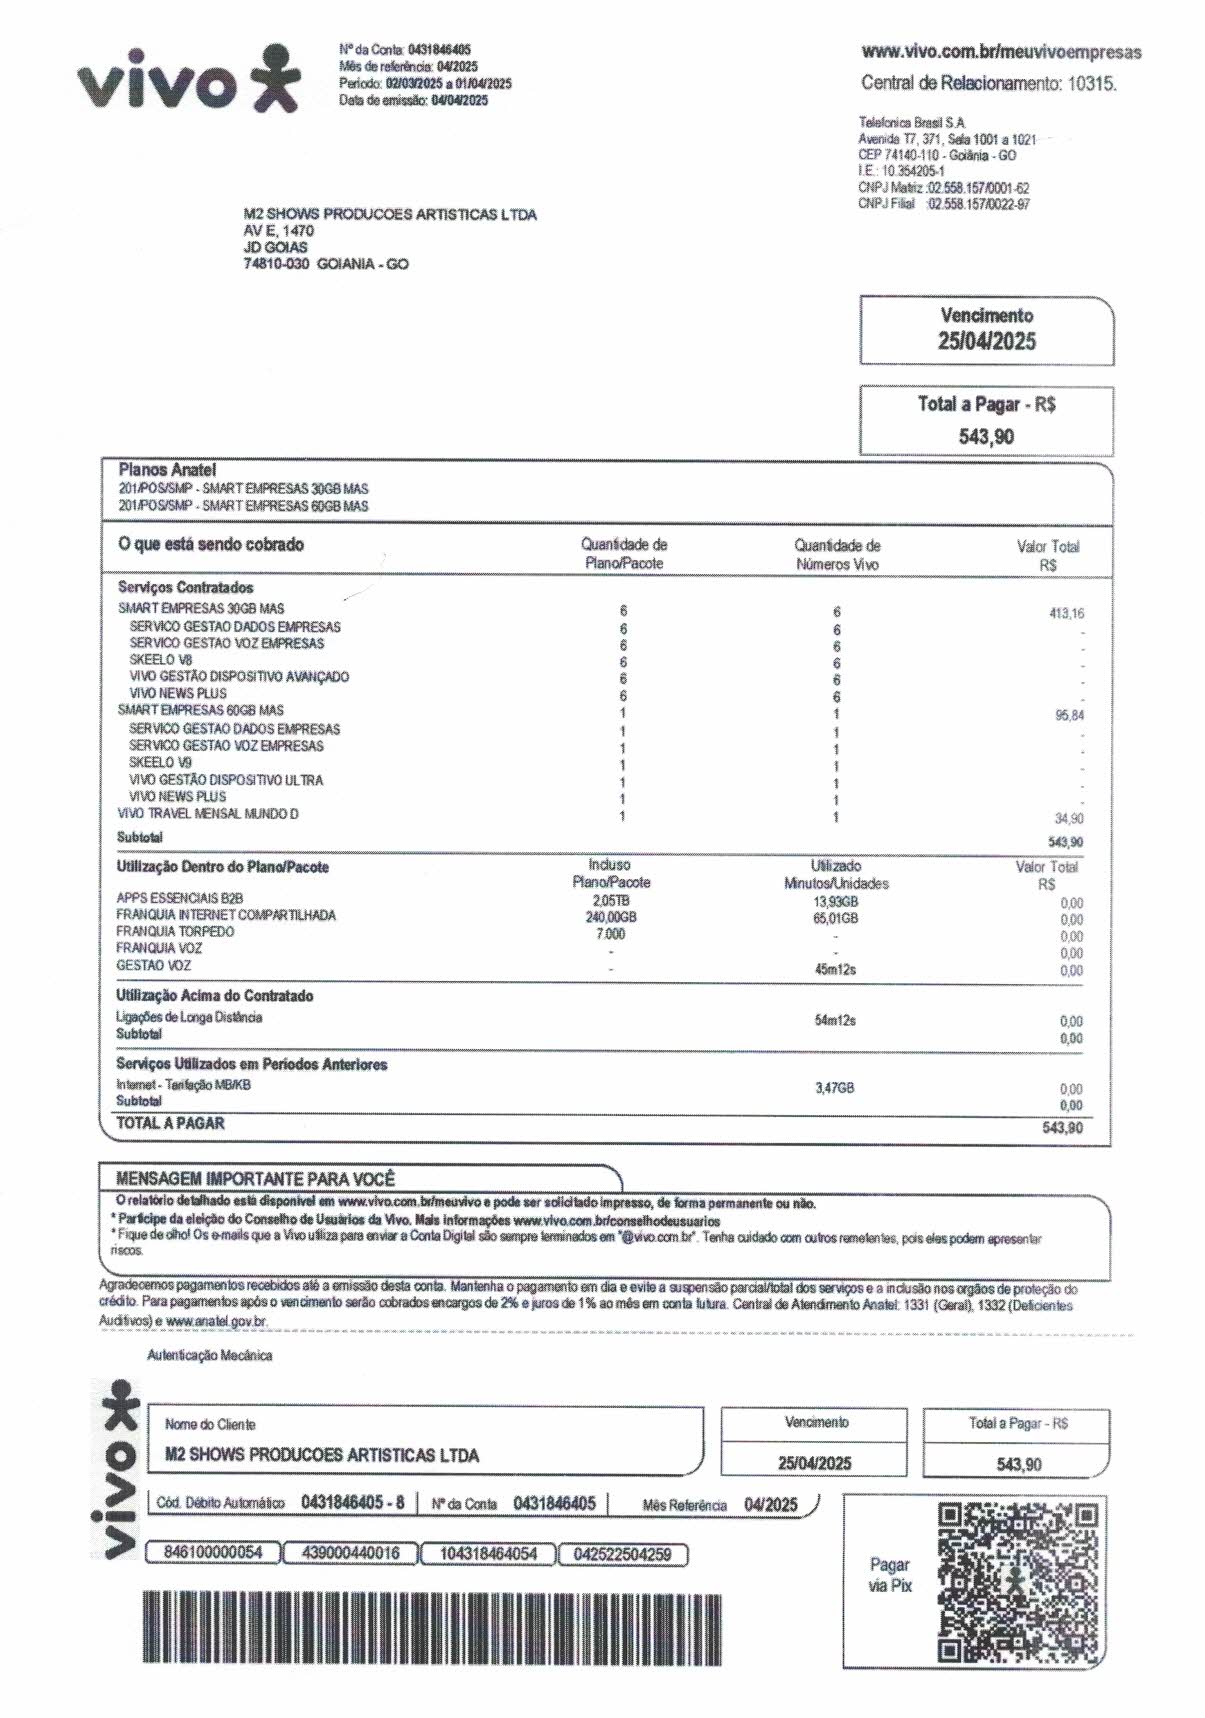 vivo
Nº da Conta: 0431846405
Mês de referência: 04/2025
Período: 02/03/2025 a 01/04/2025
Data de emissão: 04/04/2025
www.vivo.com.br/meuvivoempresas
Central de Relacionamento: 10315.
Telefonica Brasil S.A.
Avenida T7, 371, Sala 1001 a 1021
CEP 74140-110 - Goiânia - GO
I.E.: 10.354205-1
CNPJ Matriz :02.558.157/0001-62
CNPJ Filial :02.558.157/0022-97
M2 SHOWS PRODUCOES ARTISTICAS LTDA
AV E, 1470
JD GOIAS
74810-030 GOIANIA - GO
Vencimento
25/04/2025
Total a Pagar - R$
543,90
Planos Anatel
201/POS/SMP - SMART EMPRESAS 30GB MAS
201/POS/SMP - SMART EMPRESAS 60GB MAS
O que está sendo cobrado Quantidade de Plano/Pacote Quantidade de Números Vivo Valor Total R$
Serviços Contratados
SMART EMPRESAS 30GB MAS 6 6 413,16
SERVICO GESTAO DADOS EMPRESAS 6 6 -
SERVICO GESTAO VOZ EMPRESAS 6 6 -
SKEELO V8 6 6 -
VIVO GESTÃO DISPOSITIVO AVANÇADO 6 6 -
VIVO NEWS PLUS 6 6 -
SMART EMPRESAS 60GB MAS 1 1 95,84
SERVICO GESTAO DADOS EMPRESAS 1 1 -
SERVICO GESTAO VOZ EMPRESAS 1 1 -
SKEELO V9 1 1 -
VIVO GESTÃO DISPOSITIVO ULTRA 1 1 -
VIVO NEWS PLUS 1 1 -
VIVO TRAVEL MENSAL MUNDO D 1 1 34,90
Subtotal 543,90
Utilização Dentro do Plano/Pacote Incluso Plano/Pacote Utilizado Minutos/Unidades Valor Total R$
APPS ESSENCIAIS B2B 2,05TB 13,93GB 0,00
FRANQUIA INTERNET COMPARTILHADA 240,00GB 65,01GB 0,00
FRANQUIA TORPEDO 7.000 - 0,00
FRANQUIA VOZ - - 0,00
GESTAO VOZ - 45m12s 0,00
Utilização Acima do Contratado
Ligações de Longa Distância 54m12s 0,00
Subtotal 0,00
Serviços Utilizados em Períodos Anteriores
Internet - Tarifação MB/KB 3,47GB 0,00
Subtotal 0,00
TOTAL A PAGAR 543,90
MENSAGEM IMPORTANTE PARA VOCÊ
O relatório detalhado está disponível em www.vivo.com.br/meuvivo e pode ser solicitado impresso, de forma permanente ou não.
* Participe da eleição do Conselho de Usuários da Vivo. Mais informações www.vivo.com.br/conselhodeusuarios
* Fique de olho! Os e-mails que a Vivo utiliza para enviar a Conta Digital são sempre terminados em "@vivo.com.br". Tenha cuidado com outros remetentes, pois eles podem apresentar
riscos.
Agradecemos pagamentos recebidos até a emissão desta conta. Mantenha o pagamento em dia e evite a suspensão parcial/total dos serviços e a inclusão nos orgãos de proteção do
crédito. Para pagamentos após o vencimento serão cobrados encargos de 2% e juros de 1% ao mês em conta futura. Central de Atendimento Anatel: 1331 (Geral), 1332 (Deficientes
Auditivos) e www.anatel.gov.br.
Autenticação Mecânica
vivo
Nome do Cliente
M2 SHOWS PRODUCOES ARTISTICAS LTDA
Vencimento
25/04/2025
Total a Pagar - R$
543,90
Cód. Débito Automático 0431846405 - 8 Nº da Conta 0431846405 Mês Referência 04/2025
846100000054 439000440016 104318464054 042522504259
Pagar
via Pix